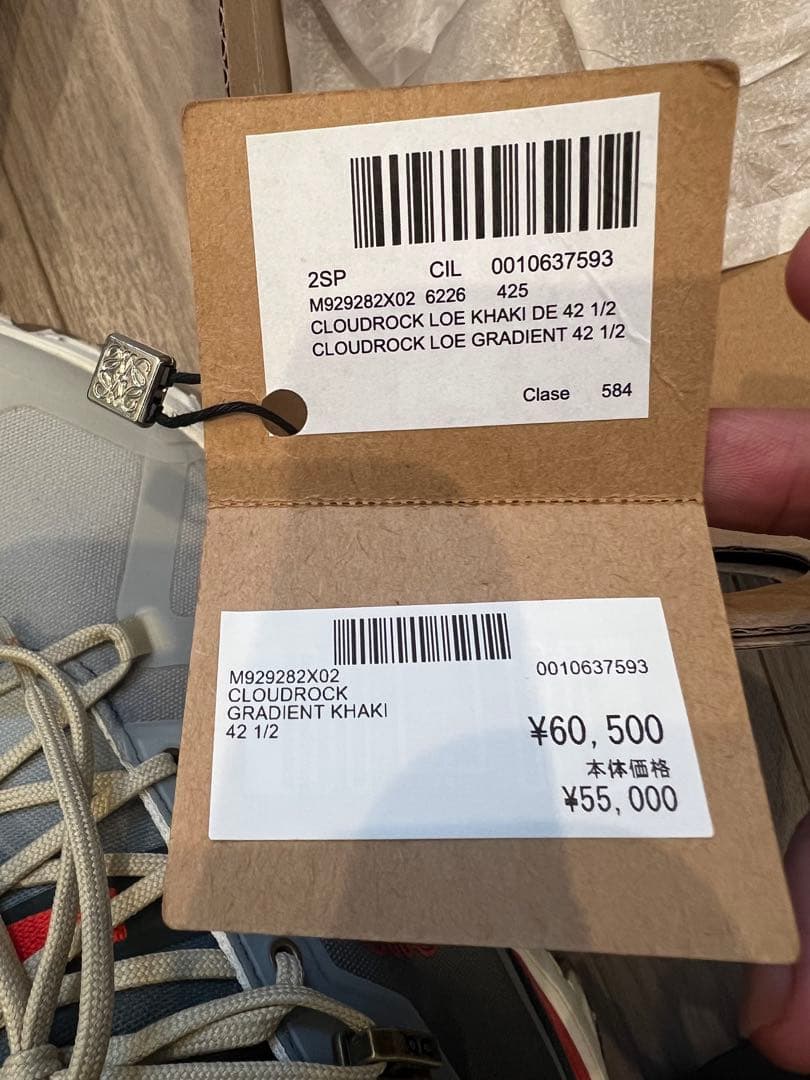 2SP CIL 0010637593
M929282X02 6226 425
CLOUDROCK LOE KHAKI DE 42 1/2
CLOUDROCK LOE GRADIENT 42 1/2
Clase 584
M929282X02 0010637593
CLOUDROCK
GRADIENT KHAKI
42 1/2
¥60,500
本体価格
¥55,000